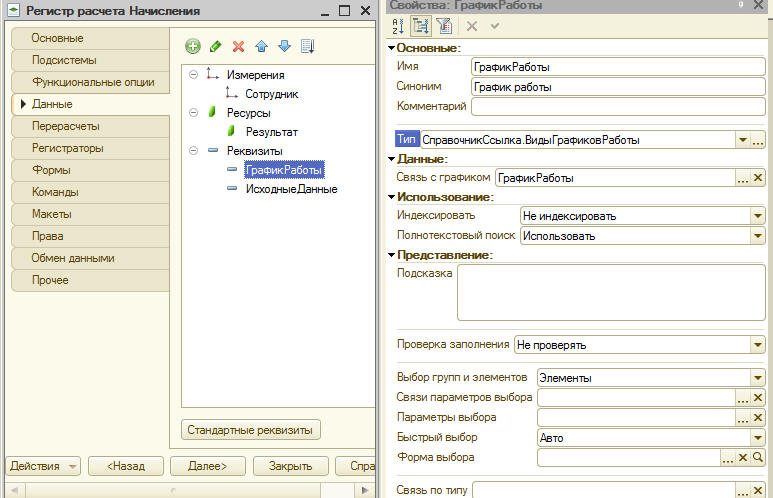 Регистр расчета Начисления
Основные
Подсистемы
Функциональные опции
Данные
Перерасчеты
Регистраторы
Формы
Команды
Макеты
Права
Обмен данными
Прочее
Измерения
Сотрудник
Ресурсы
Результат
Реквизиты
ГрафикРаботы
ИсходныеДанные
Стандартные реквизиты
Действия
<Назад
Далее>
Закрыть
Спра
Свойства: ГрафикРаботы
Основные:
Имя ГрафикРаботы
Синоним График работы
Комментарий
Тип СправочникСсылка.ВидыГрафиковРаботы
Данные:
Связь с графиком ГрафикРаботы
Использование:
Индексировать Не индексировать
Полнотекстовый поиск Использовать
Представление:
Подсказка
Проверка заполнения Не проверять
Выбор групп и элементов Элементы
Связи параметров выбора
Параметры выбора
Быстрый выбор Авто
Форма выбора
Связь по типу